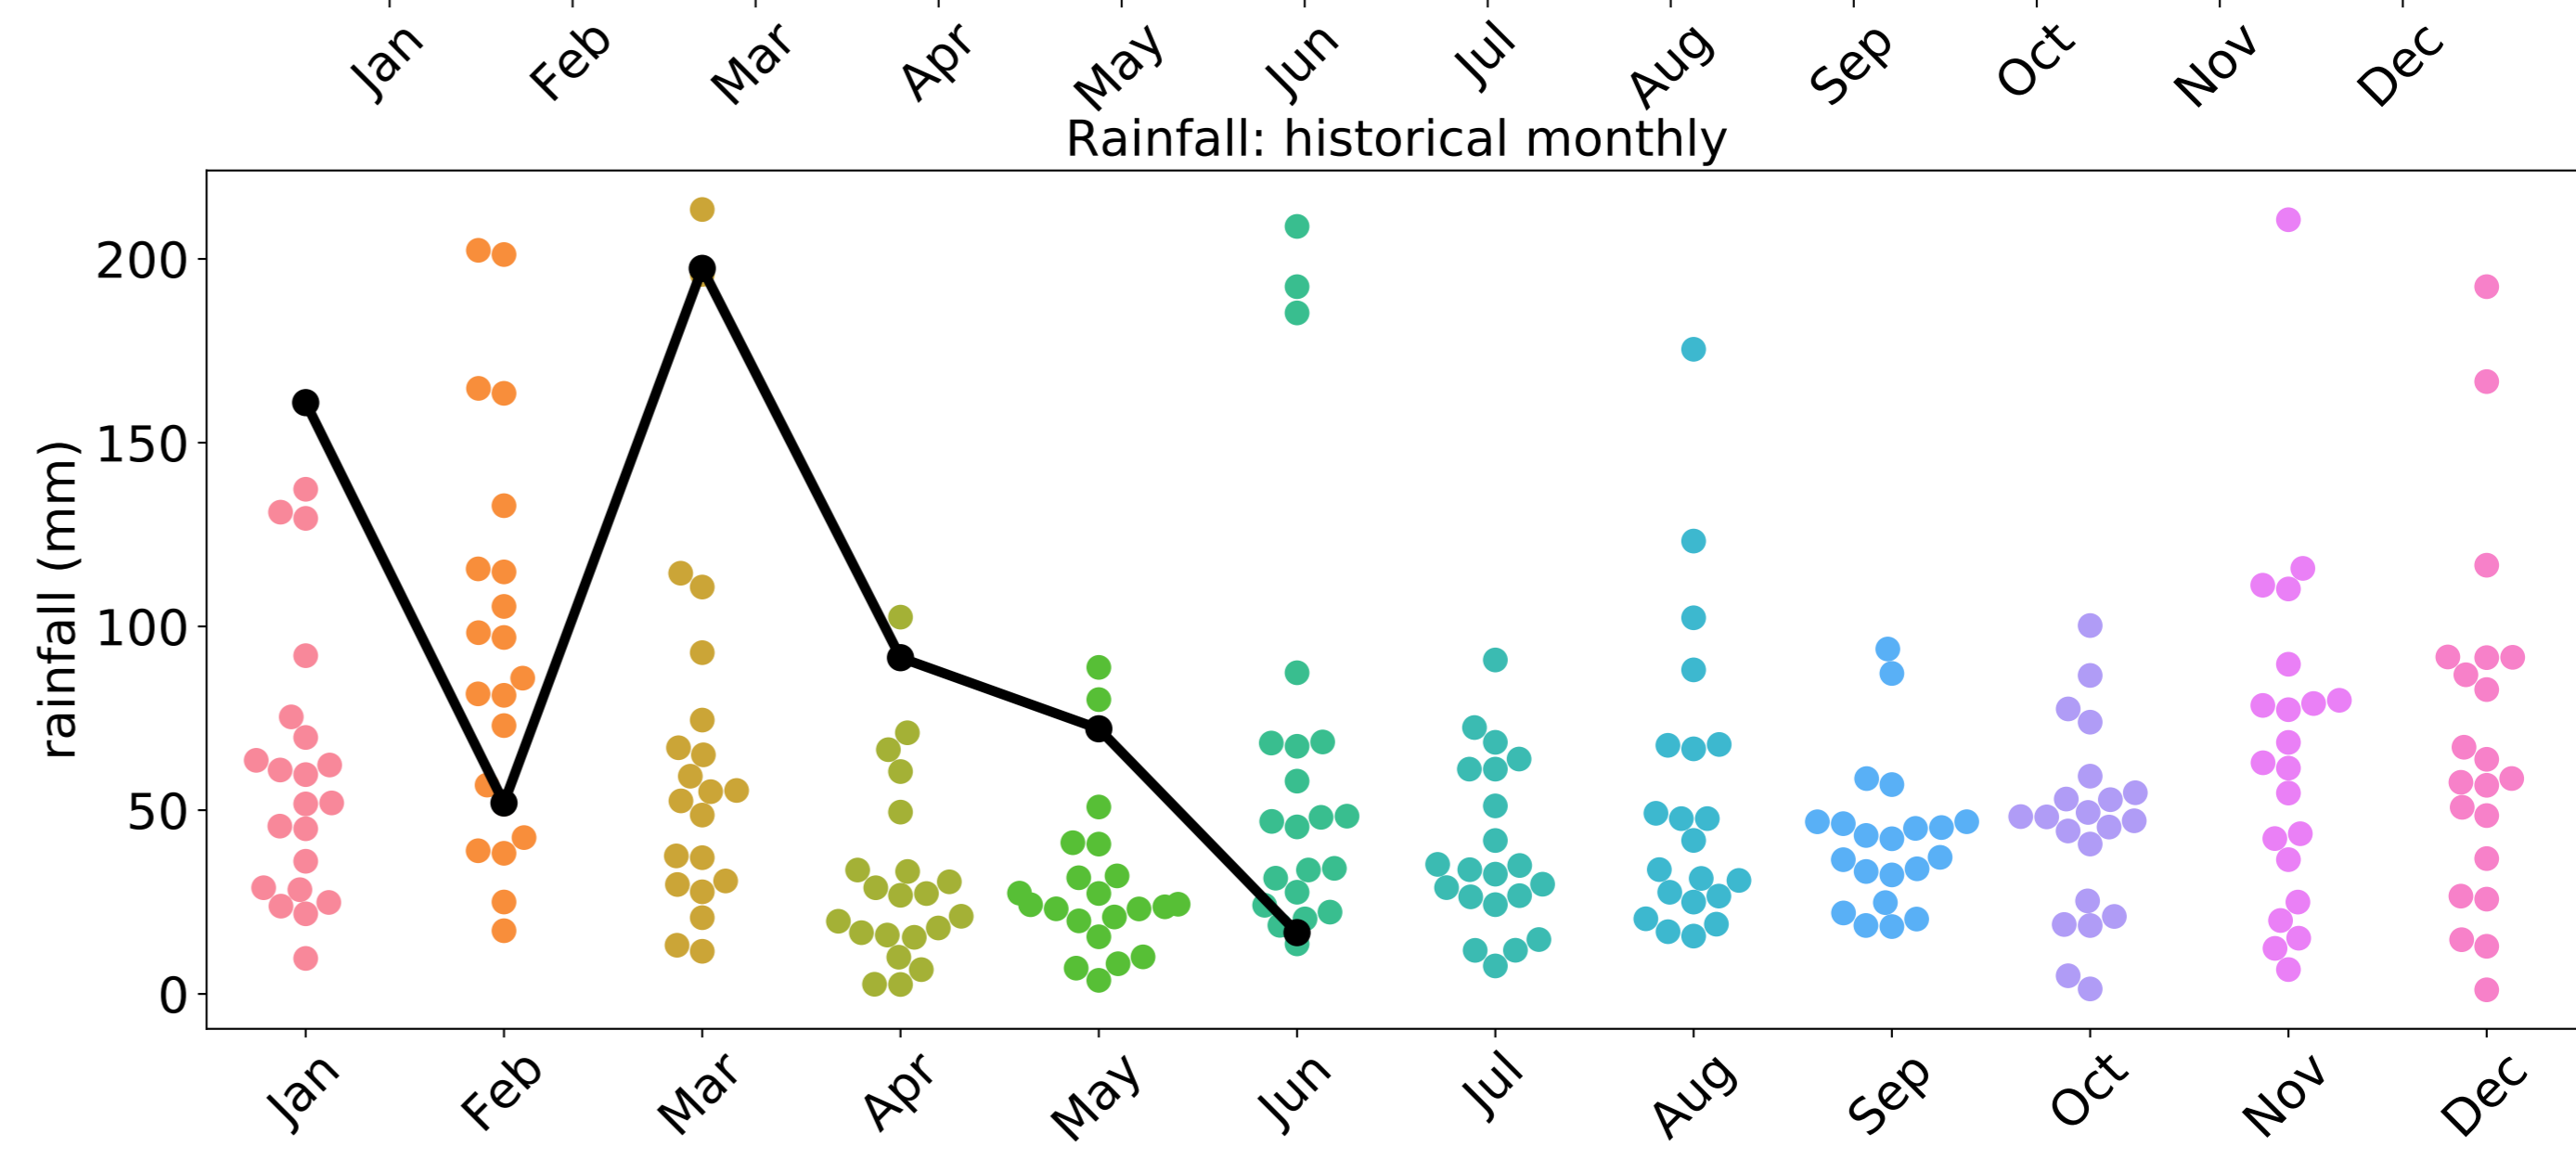 Jan Feb Mar Apr May Jun Jul Aug Sep Oct Nov Dec
Rainfall: historical monthly
rainfall (mm)
200
150
100
50
0
Jan Feb Mar Apr May Jun Jul Aug Sep Oct Nov Dec